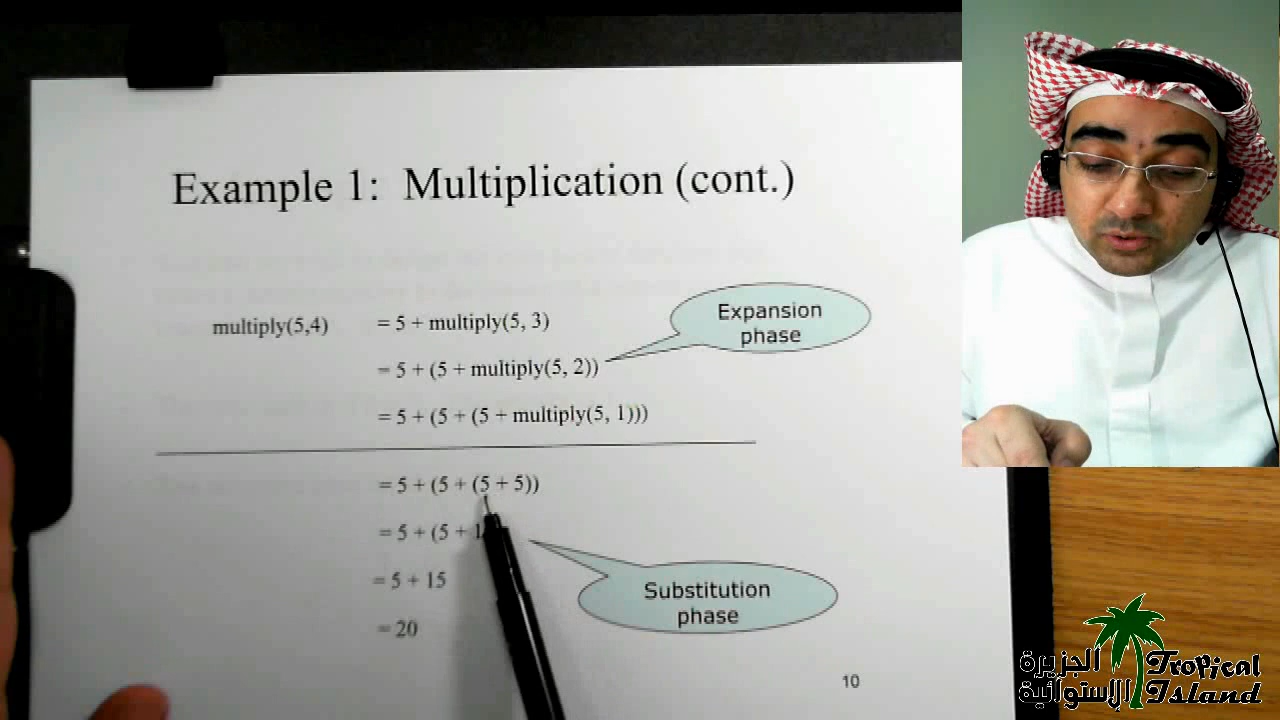 Example 1: Multiplication (cont.)
multiply(5,4) = 5 + multiply(5, 3)
= 5 + (5 + multiply(5, 2))
= 5 + (5 + (5 + multiply(5, 1)))
Expansion
phase
= 5 + (5 + (5 + 5))
= 5 + (5 + 1
= 5 + 15
= 20
Substitution
phase
10
الجزيرة
الإستوائية
Tropical
Island